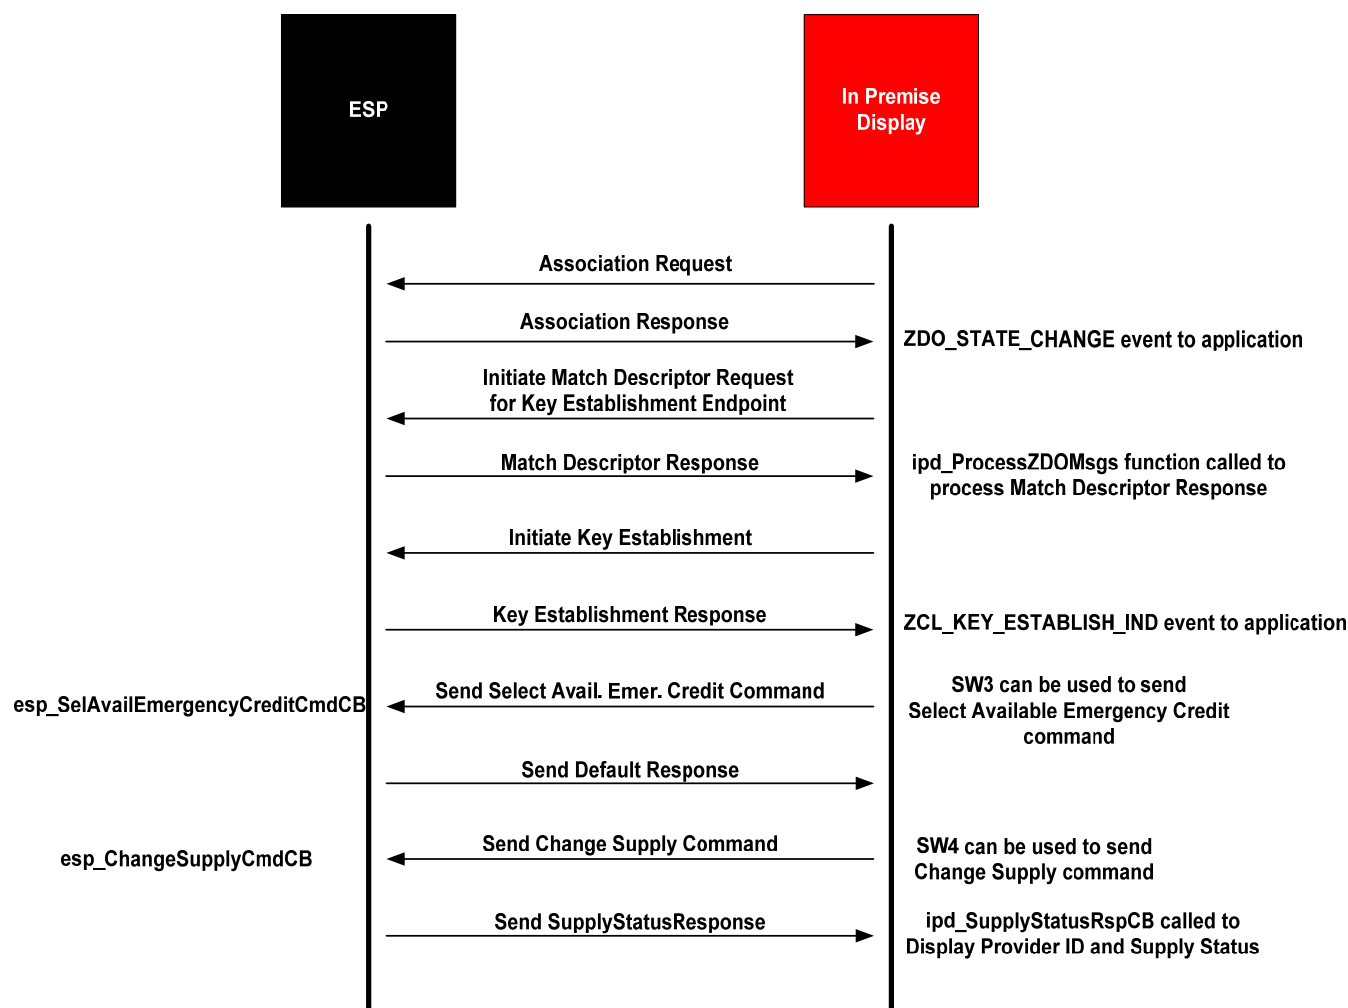 ESP
In Premise
Display
Association Request
Association Response
ZDO_STATE_CHANGE event to application
Initiate Match Descriptor Request
for Key Establishment Endpoint
Match Descriptor Response
ipd_ProcessZDOMsgs function called to
process Match Descriptor Response
Initiate Key Establishment
Key Establishment Response
ZCL_KEY_ESTABLISH_IND event to application
esp_SelAvailEmergencyCreditCmdCB
Send Select Avail. Emer. Credit Command
SW3 can be used to send
Select Available Emergency Credit
command
Send Default Response
esp_ChangeSupplyCmdCB
Send Change Supply Command
SW4 can be used to send
Change Supply command
Send SupplyStatusResponse
ipd_SupplyStatusRspCB called to
Display Provider ID and Supply Status